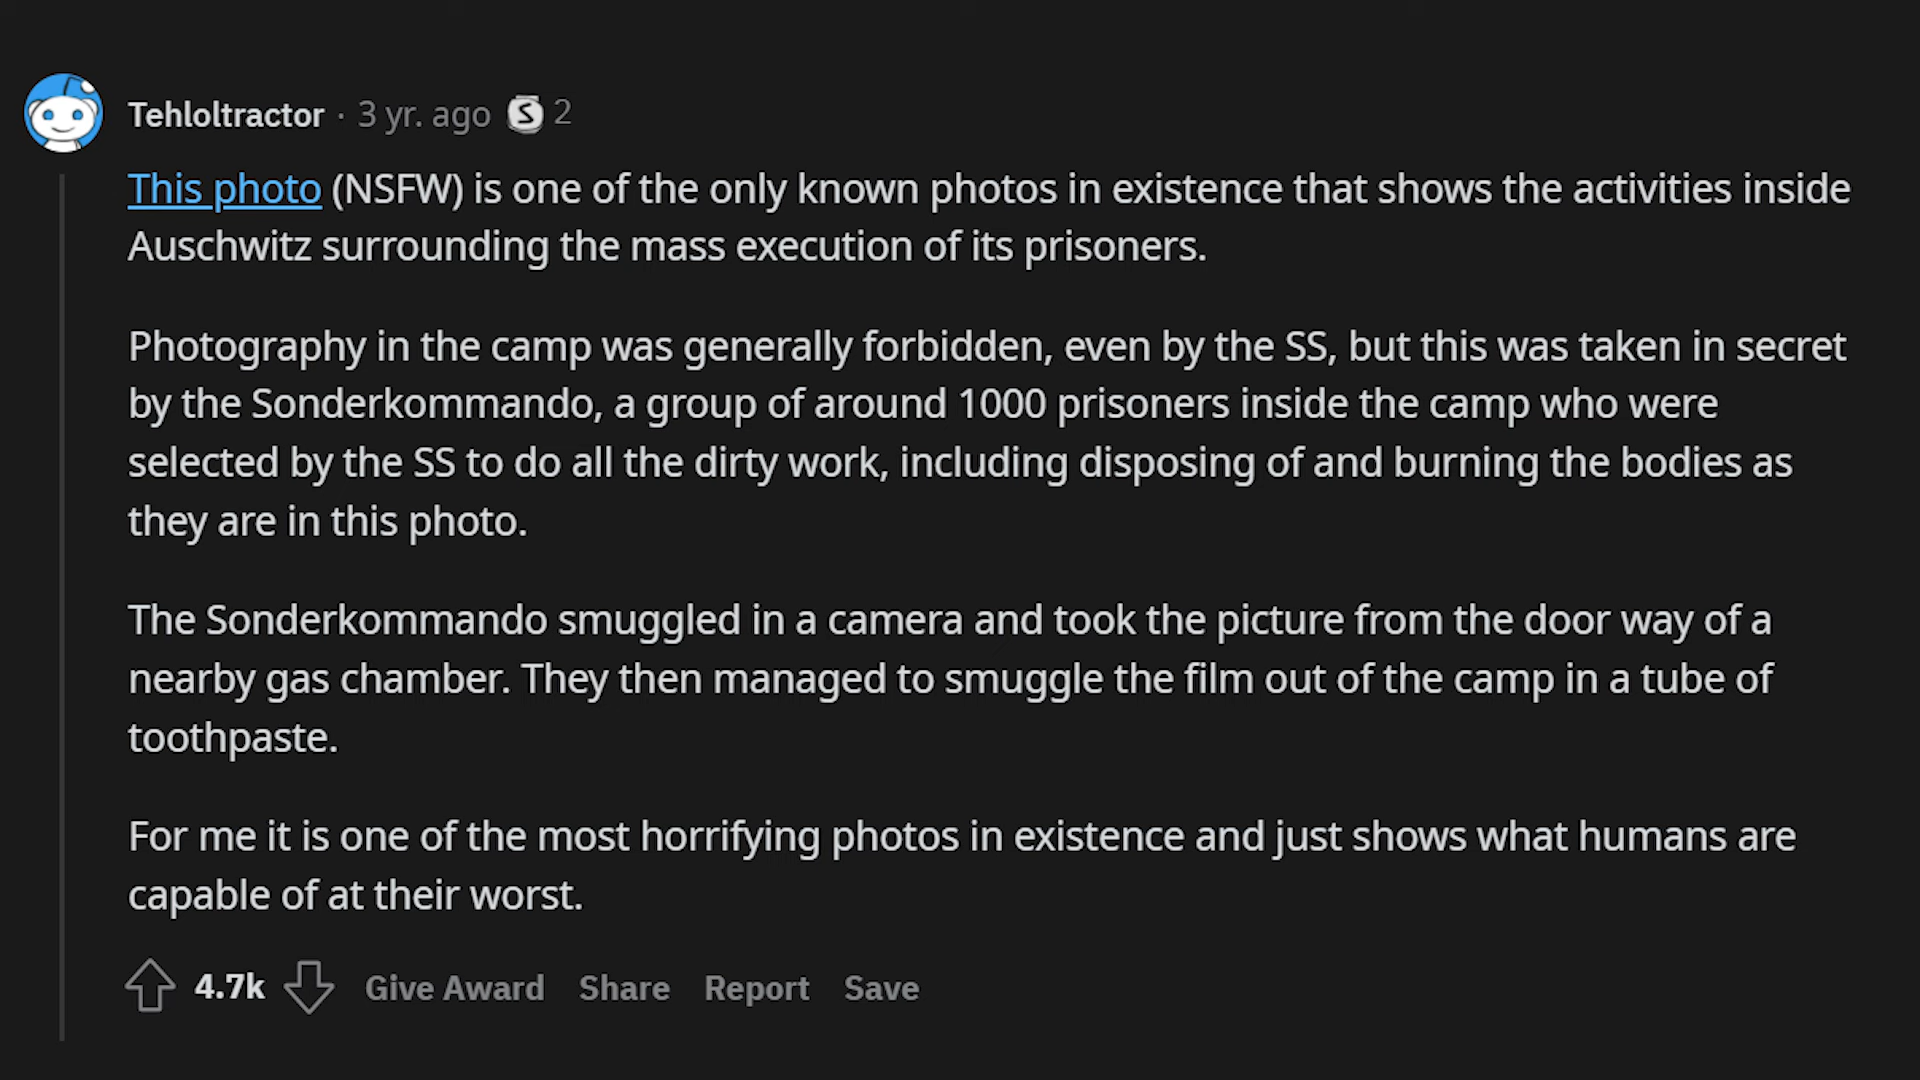 Tehloltractor · 3 yr. ago S 2
This photo (NSFW) is one of the only known photos in existence that shows the activities inside
Auschwitz surrounding the mass execution of its prisoners.
Photography in the camp was generally forbidden, even by the SS, but this was taken in secret
by the Sonderkommando, a group of around 1000 prisoners inside the camp who were
selected by the SS to do all the dirty work, including disposing of and burning the bodies as
they are in this photo.
The Sonderkommando smuggled in a camera and took the picture from the door way of a
nearby gas chamber. They then managed to smuggle the film out of the camp in a tube of
toothpaste.
For me it is one of the most horrifying photos in existence and just shows what humans are
capable of at their worst.
4.7k Give Award Share Report Save